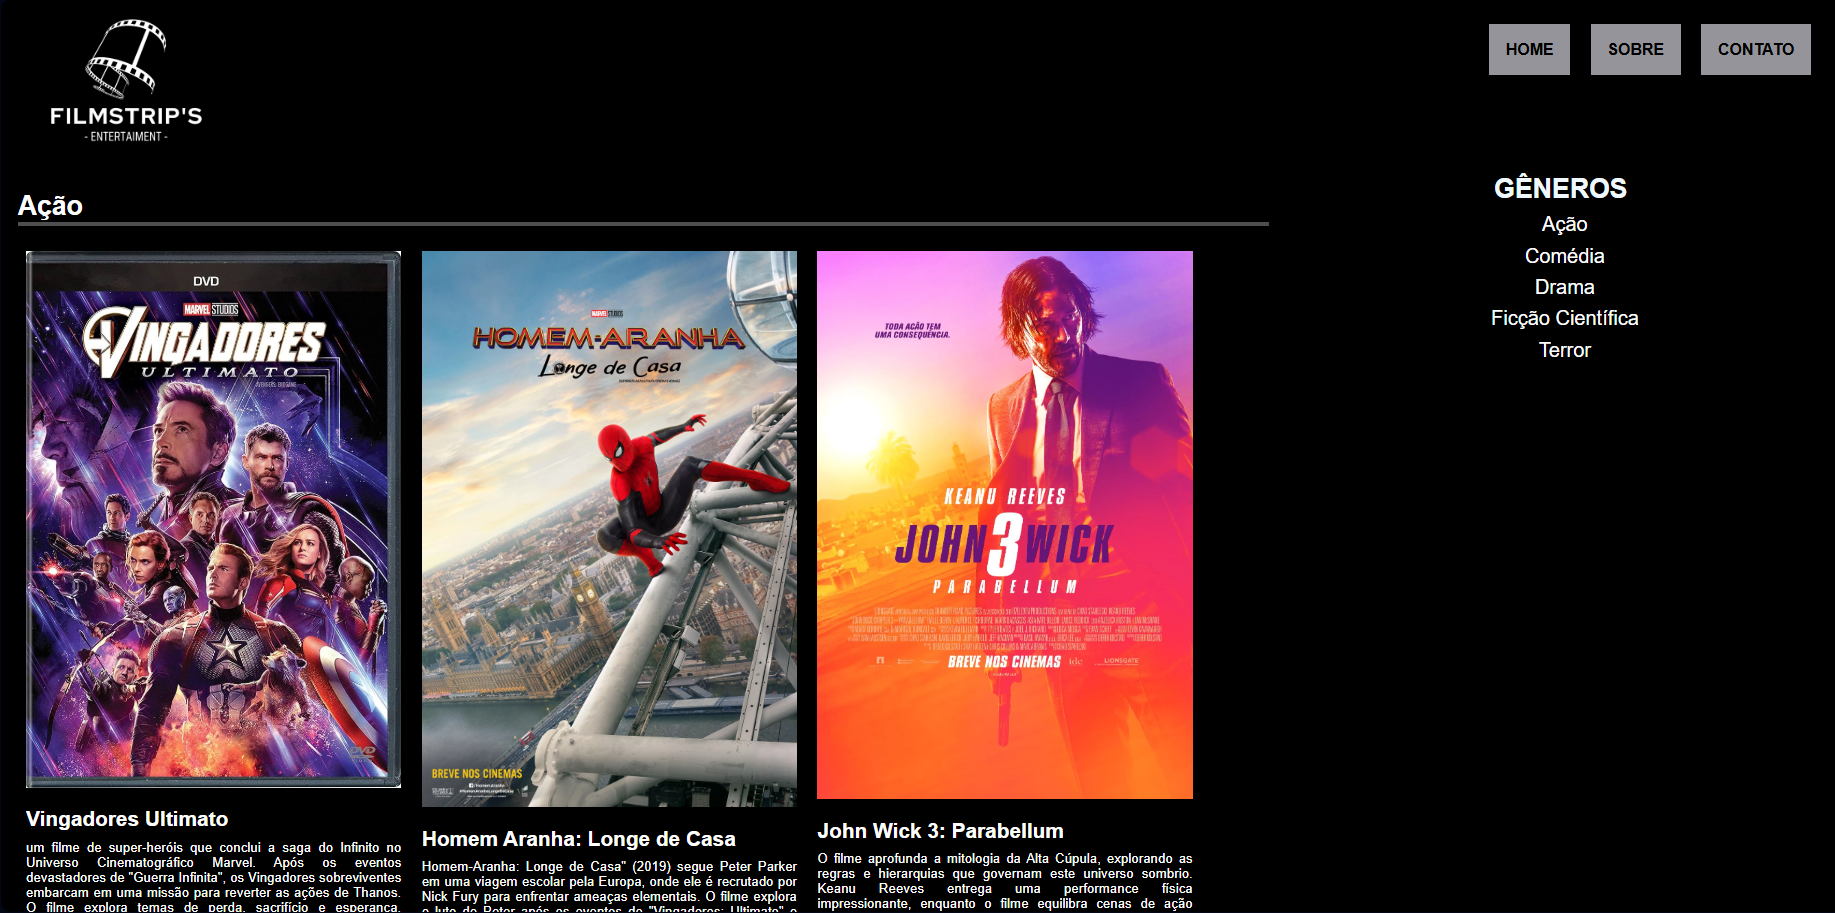 FILMSTRIP'S
- ENTERTAIMENT -
HOME
SOBRE
CONTATO
Ação
GÊNEROS
Ação
Comédia
Drama
Ficção Científica
Terror
DVD
MARVEL STUDIOS
VINGADORES
ULTIMATO
AVENGERS: ENDGAME
DVD
Vingadores Ultimato
um filme de super-heróis que conclui a saga do Infinito no
Universo Cinematográfico Marvel. Após os eventos
devastadores de "Guerra Infinita", os Vingadores sobreviventes
embarcam em uma missão para reverter as ações de Thanos.
O filme explora temas de perda, sacrifício e esperança,
MARVEL STUDIOS
HOMEM-ARANHA
Longe de Casa
BREVE NOS CINEMAS
Homem Aranha: Longe de Casa
Homem-Aranha: Longe de Casa" (2019) segue Peter Parker
em uma viagem escolar pela Europa, onde ele é recrutado por
Nick Fury para enfrentar ameaças elementais. O filme explora
o luto de Peter após os eventos de "Vingadores: Ultimato" e
TODA AÇÃO TEM
UMA CONSEQUÊNCIA.
KEANU REEVES
JOHN 3 WICK
PARABELLUM
BREVE NOS CINEMAS
LIONSGATE
John Wick 3: Parabellum
O filme aprofunda a mitologia da Alta Cúpula, explorando as
regras e hierarquias que governam este universo sombrio.
Keanu Reeves entrega uma performance física
impressionante, enquanto o filme equilibra cenas de ação